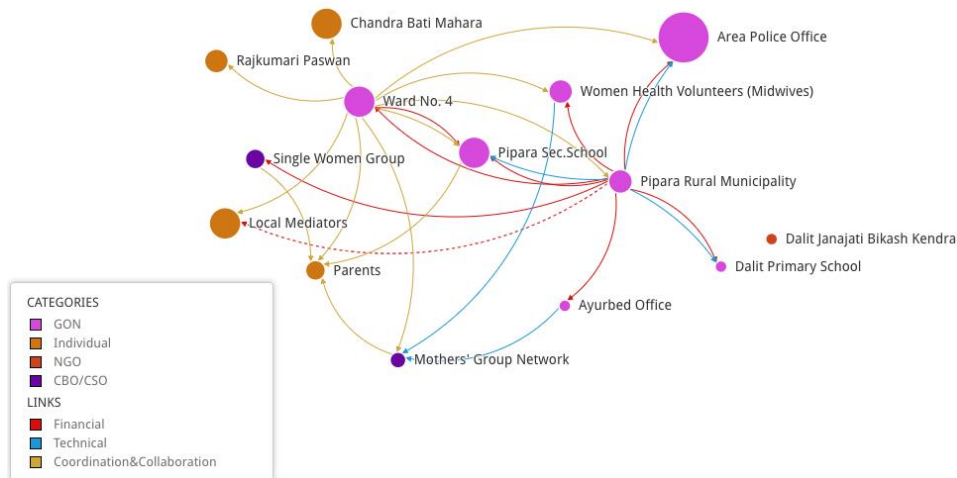 Chandra Bati Mahara
Area Police Office
Rajkumari Paswan
Women Health Volunteers (Midwives)
Ward No. 4
Pipara Sec.School
Single Women Group
Pipara Rural Municipality
Local Mediators
Dalit Janajati Bikash Kendra
Parents
Dalit Primary School
Ayurbed Office
Mothers' Group Network
CATEGORIES
GON
Individual
NGO
CBO/CSO
LINKS
Financial
Technical
Coordination&Collaboration